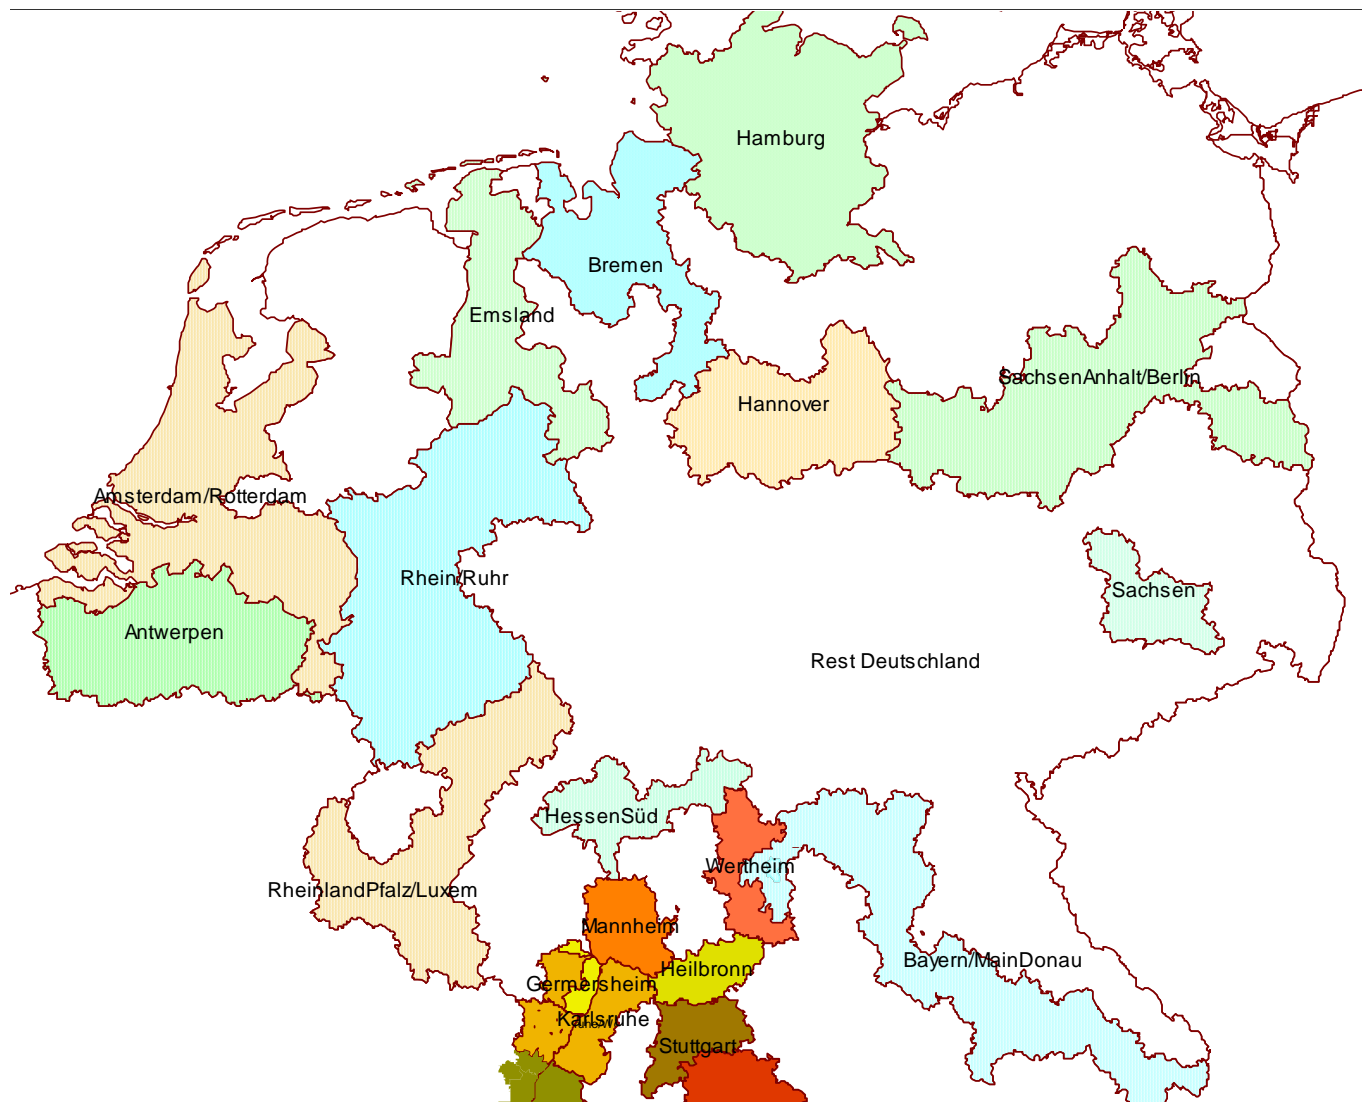 Hamburg
Bremen
Emsland
SachsenAnhalt/Berlin
Hannover
Amsterdam/Rotterdam
Rhein/Ruhr
Sachsen
Antwerpen
Rest Deutschland
HessenSüd
Wertheim
RheinlandPfalz/Luxem
Mannheim
Bayern/MainDonau
Heilbronn
Germersheim
Karlsruhe
Stuttgart